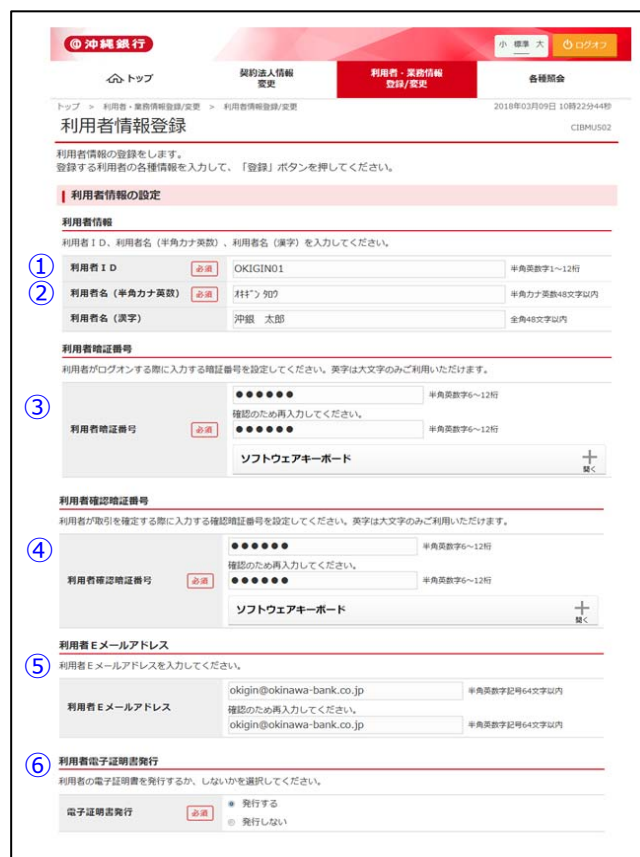 沖縄銀行
小 標準 大 ログオフ
トップ
契約法人情報
変更
利用者・業務情報
登録/変更
各種照会
トップ > 利用者・業務情報登録/変更 > 利用者情報登録/変更 2018年03月09日 10時22分44秒
利用者情報登録 CIBMUS02
利用者情報の登録をします。
登録する利用者の各種情報を入力して、「登録」ボタンを押してください。
利用者情報の設定
利用者情報
利用者ID、利用者名（半角カナ英数）、利用者名（漢字）を入力してください。
① 利用者ID 必須 OKIGIN01 半角英数字1～12桁
② 利用者名（半角カナ英数） 必須 ｵｷｷﾞﾝ ﾀﾛｳ 半角カナ英数48文字以内
利用者名（漢字） 沖銀 太郎 全角48文字以内
利用者暗証番号
利用者がログオンする際に入力する暗証番号を設定してください。英字は大文字のみご利用いただけます。
③ 利用者暗証番号 必須
●●●●●● 半角英数字6～12桁
確認のため再入力してください。
●●●●●● 半角英数字6～12桁
ソフトウェアキーボード 開く
利用者確認暗証番号
利用者が取引を確定する際に入力する確認暗証番号を設定してください。英字は大文字のみご利用いただけます。
④ 利用者確認暗証番号 必須
●●●●●● 半角英数字6～12桁
確認のため再入力してください。
●●●●●● 半角英数字6～12桁
ソフトウェアキーボード 開く
利用者Eメールアドレス
⑤ 利用者Eメールアドレスを入力してください。
利用者Eメールアドレス
okigin@okinawa-bank.co.jp 半角英数字記号64文字以内
確認のため再入力してください。
okigin@okinawa-bank.co.jp 半角英数字記号64文字以内
⑥ 利用者電子証明書発行
利用者の電子証明書を発行するか、しないかを選択してください。
電子証明書発行 必須
発行する
発行しない